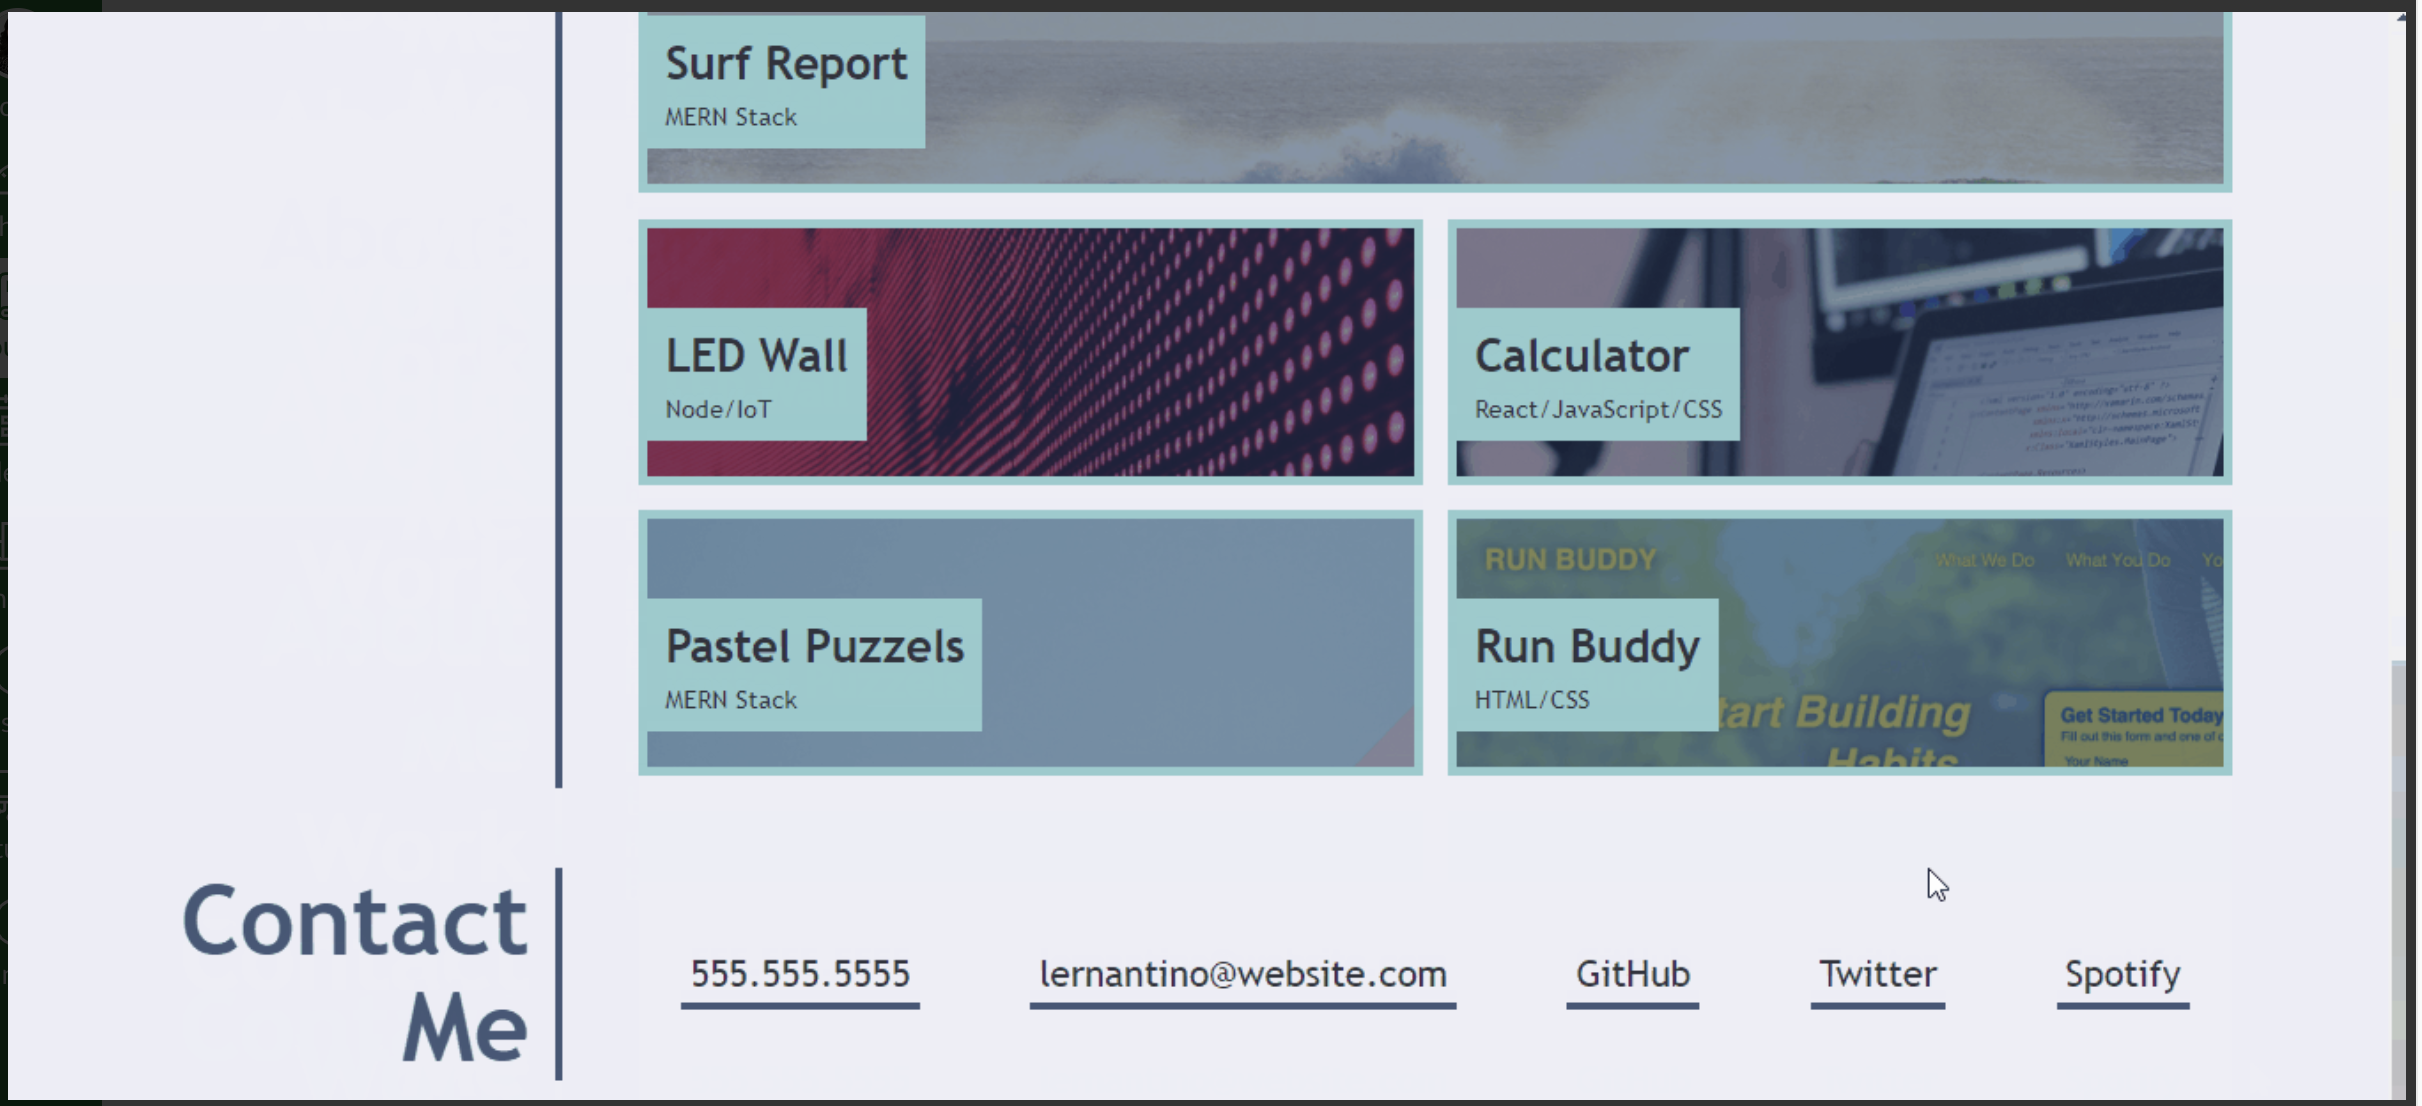 Surf Report
MERN Stack
LED Wall
Node/IoT
Calculator
React/JavaScript/CSS
Pastel Puzzels
MERN Stack
RUN BUDDY
What We Do What You Do Yo
Run Buddy
HTML/CSS
tart Building
Habits
Get Started Today
Fill out this form and one of
Your Name
Contact
Me
555.555.5555
lernantino@website.com
GitHub
Twitter
Spotify